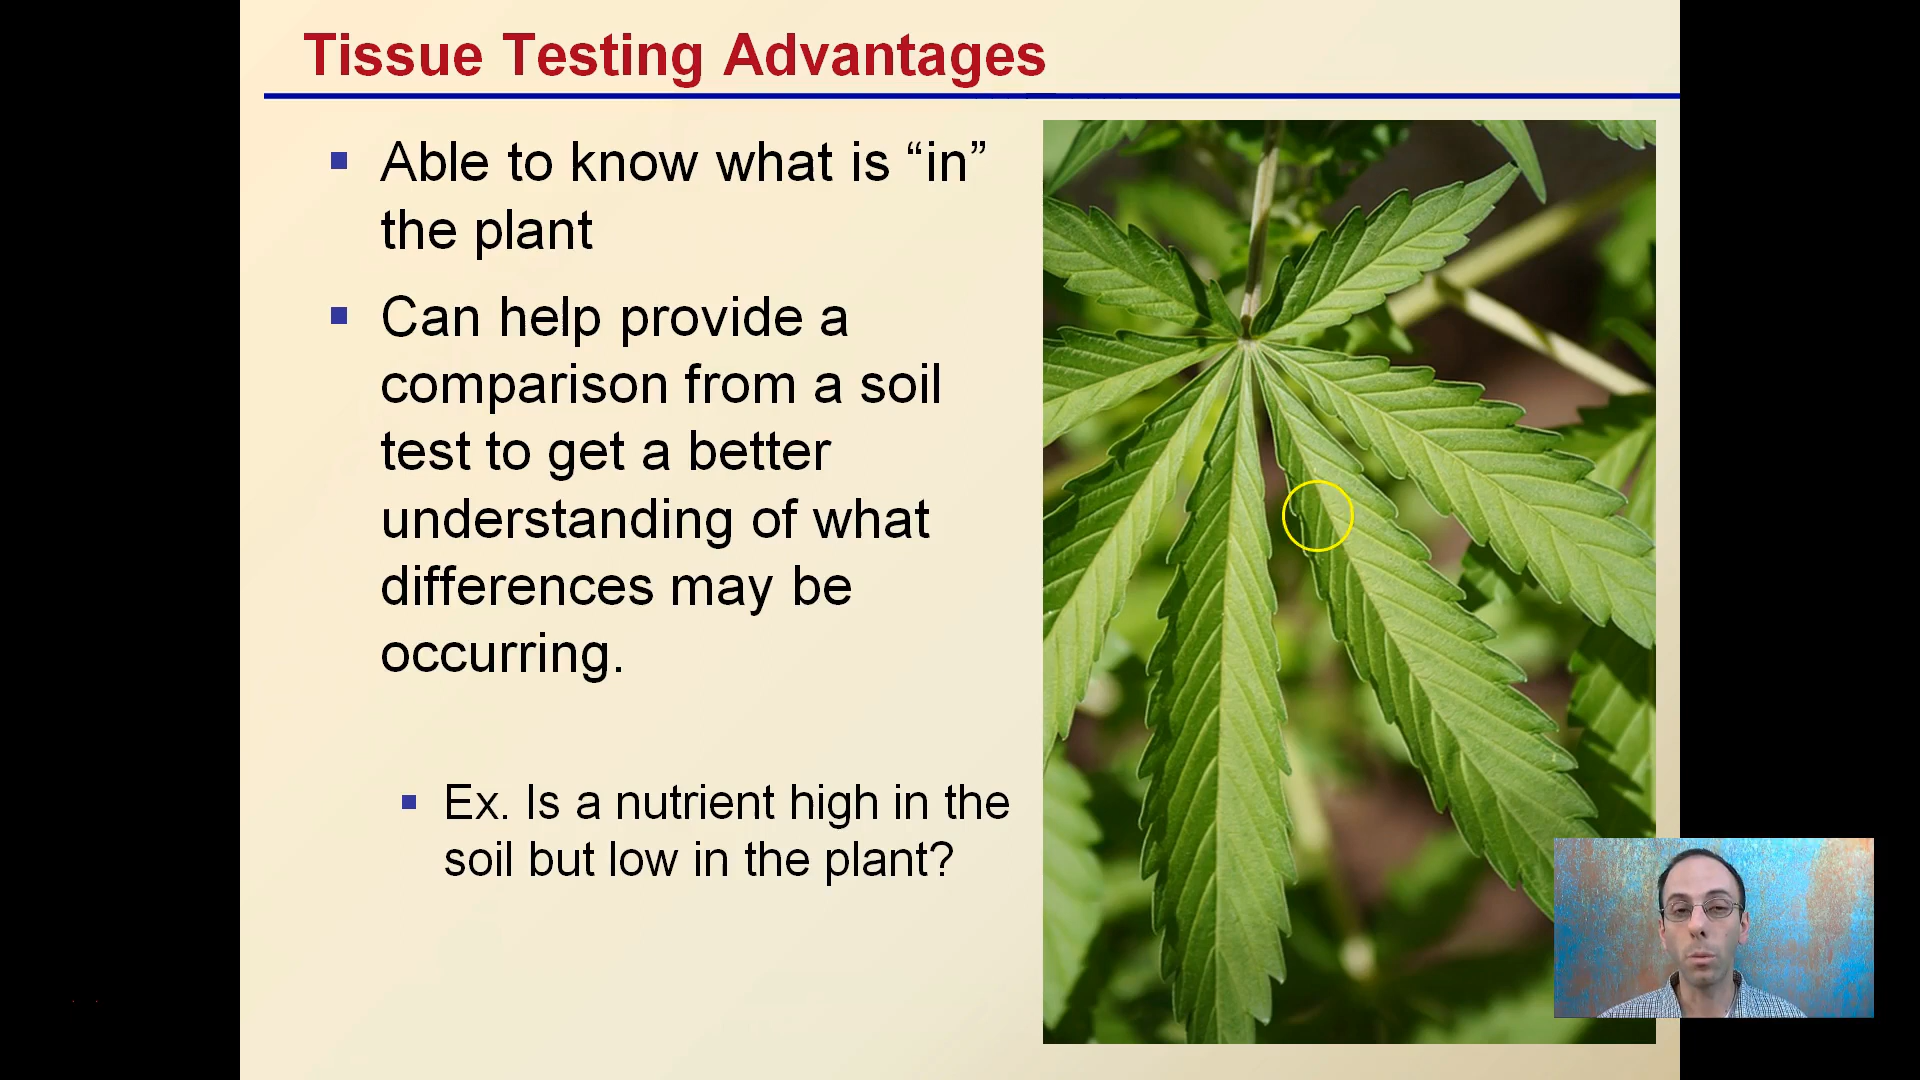 Tissue Testing Advantages
Able to know what is “in”
the plant
Can help provide a
comparison from a soil
test to get a better
understanding of what
differences may be
occurring.
Ex. Is a nutrient high in the
soil but low in the plant?